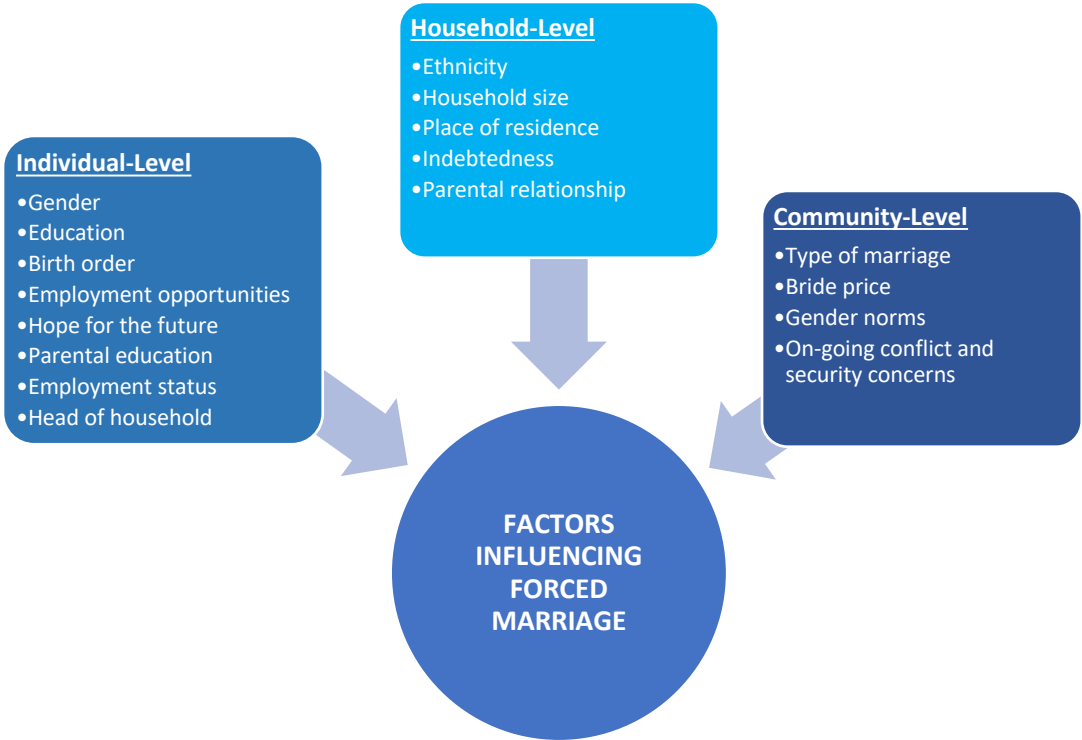 Household-Level
•Ethnicity
•Household size
•Place of residence
•Indebtedness
•Parental relationship
Individual-Level
•Gender
•Education
•Birth order
•Employment opportunities
•Hope for the future
•Parental education
•Employment status
•Head of household
Community-Level
•Type of marriage
•Bride price
•Gender norms
•On-going conflict and
security concerns
FACTORS
INFLUENCING
FORCED
MARRIAGE